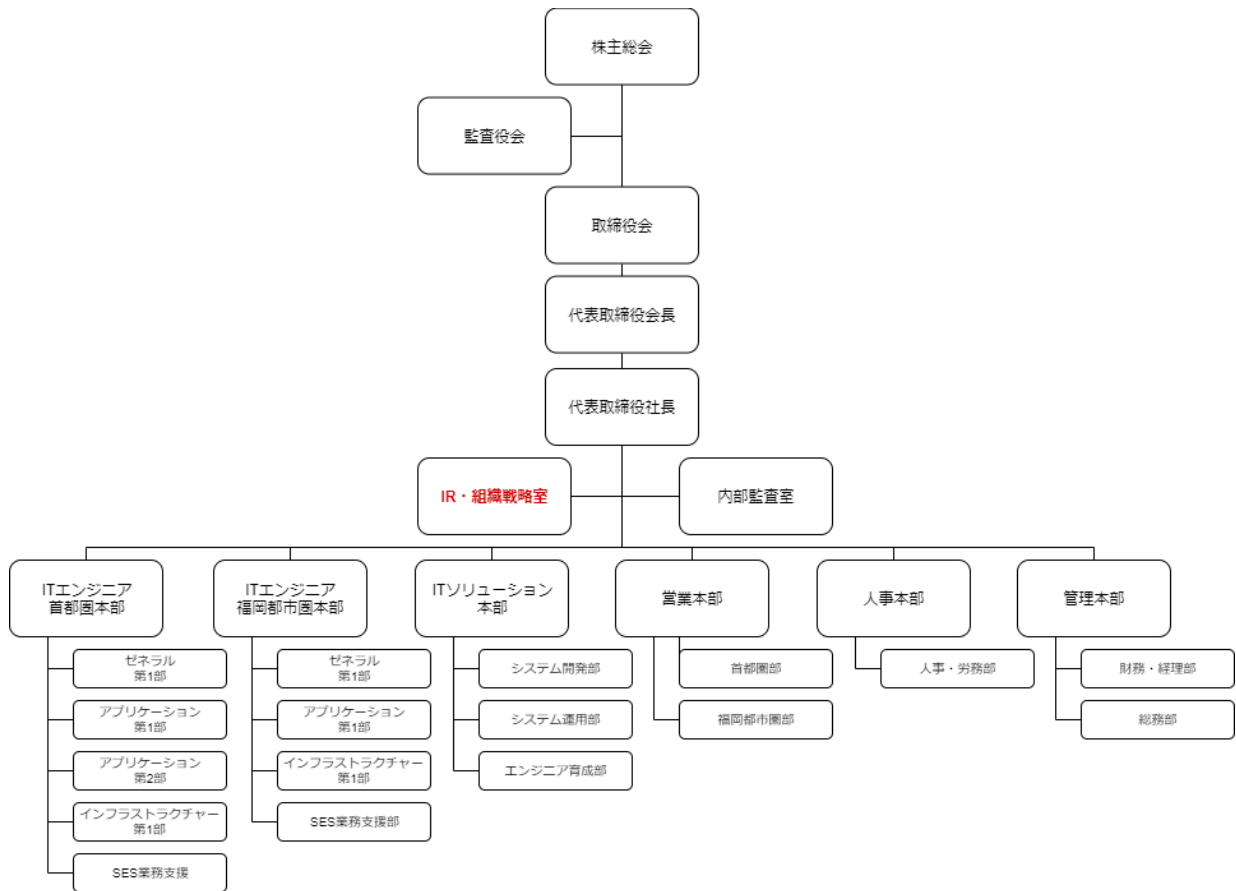 株主総会
監査役会
取締役会
代表取締役会長
代表取締役社長
IR・組織戦略室
内部監査室
ITエンジニア
首都圏本部
ゼネラル
第1部
アプリケーション
第1部
アプリケーション
第2部
インフラストラクチャー
第1部
SES業務支援
ITエンジニア
福岡都市圏本部
ゼネラル
第1部
アプリケーション
第1部
インフラストラクチャー
第1部
SES業務支援部
ITソリューション
本部
システム開発部
システム運用部
エンジニア育成部
営業本部
首都圏部
福岡都市圏部
人事本部
人事・労務部
管理本部
財務・経理部
総務部